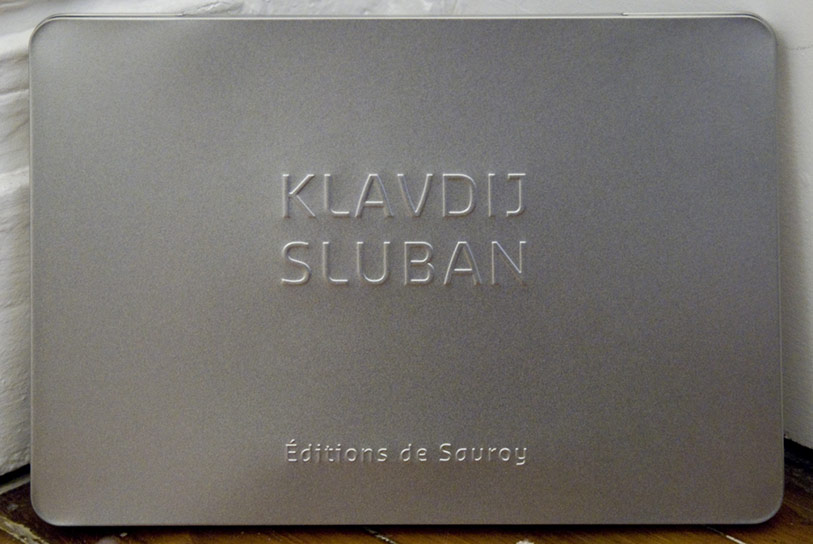 KLAVDIJ
SLUBAN
Éditions de Sauroy